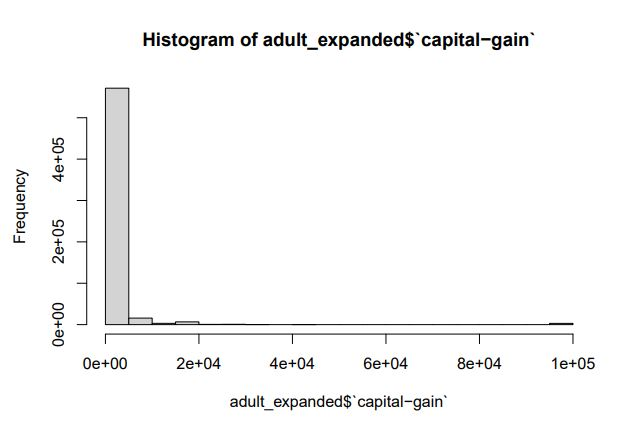 Histogram of adult_expanded$`capital−gain`
Frequency
4e+05
2e+05
0e+00
0e+00 2e+04 4e+04 6e+04 8e+04 1e+05
adult_expanded$`capital−gain`